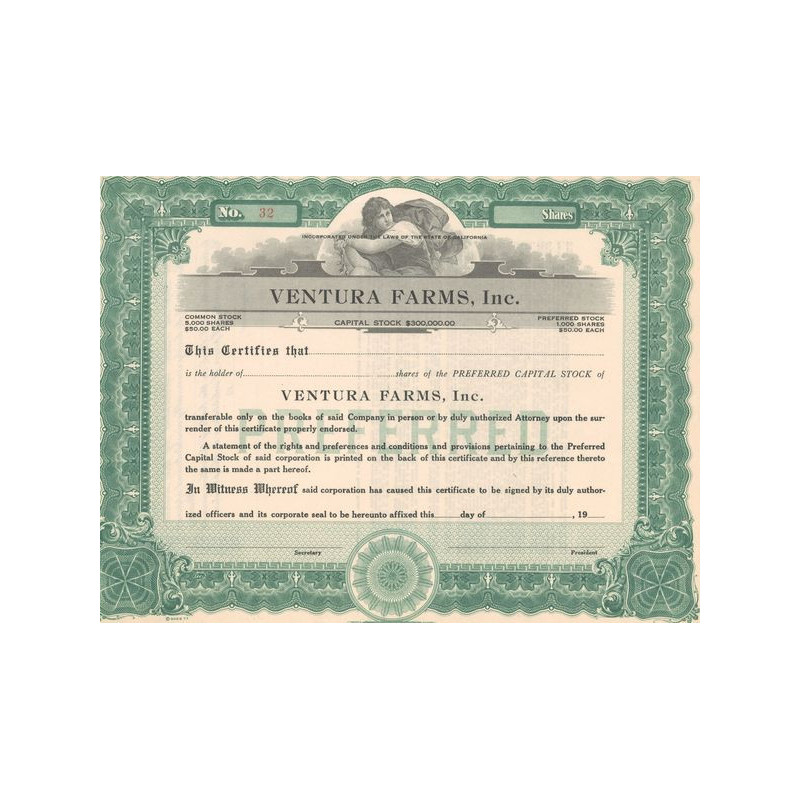 No. 32
Shares
INCORPORATED UNDER THE LAWS OF THE STATE OF CALIFORNIA
VENTURA FARMS, Inc.
COMMON STOCK
5,000 SHARES
$50.00 EACH
CAPITAL STOCK $300,000.00
PREFERRED STOCK
1,000 SHARES
$50.00 EACH
This Certifies that
is the holder of shares of the PREFERRED CAPITAL STOCK of
VENTURA FARMS, Inc.
PREFERRED
transferable only on the books of said Company in person or by duly authorized Attorney upon the sur-
render of this certificate properly endorsed.
A statement of the rights and preferences and conditions and provisions pertaining to the Preferred
Capital Stock of said corporation is printed on the back of this certificate and by this reference thereto
the same is made a part hereof.
In Witness Whereof said corporation has caused this certificate to be signed by its duly author-
ized officers and its corporate seal to be hereunto affixed this day of , 19
Secretary
President